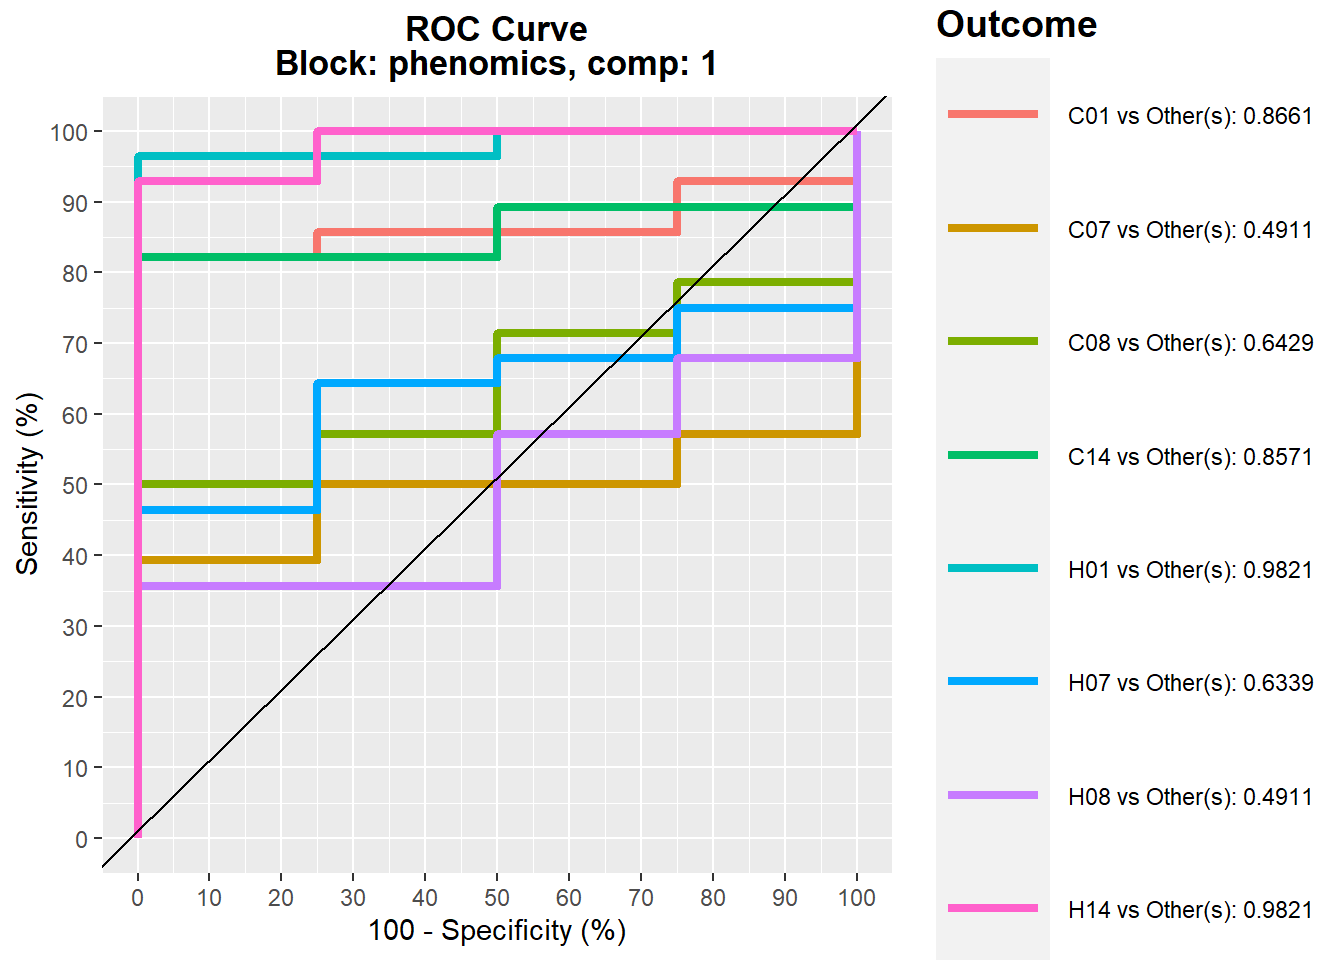 ROC Curve
Block: phenomics, comp: 1
Outcome
C01 vs Other(s): 0.8661
C07 vs Other(s): 0.4911
C08 vs Other(s): 0.6429
C14 vs Other(s): 0.8571
H01 vs Other(s): 0.9821
H07 vs Other(s): 0.6339
H08 vs Other(s): 0.4911
H14 vs Other(s): 0.9821
Sensitivity (%)
100
90
80
70
60
50
40
30
20
10
0
0 10 20 30 40 50 60 70 80 90 100
100 - Specificity (%)